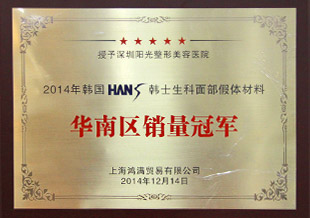 授予深圳阳光整形美容医院
2014年韩国HANS韩士生科面部假体材料
华南区销量冠军
上海鸿满贸易有限公司
2014年12月14日